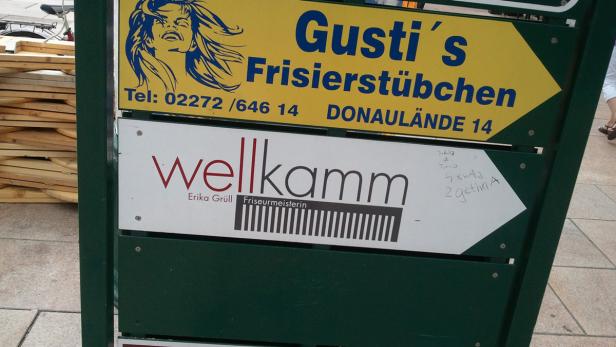 Gusti´s
Frisierstübchen
Tel: 02272 /646 14 DONAULÄNDE 14
wellkamm
Erika Grüll Friseurmeisterin